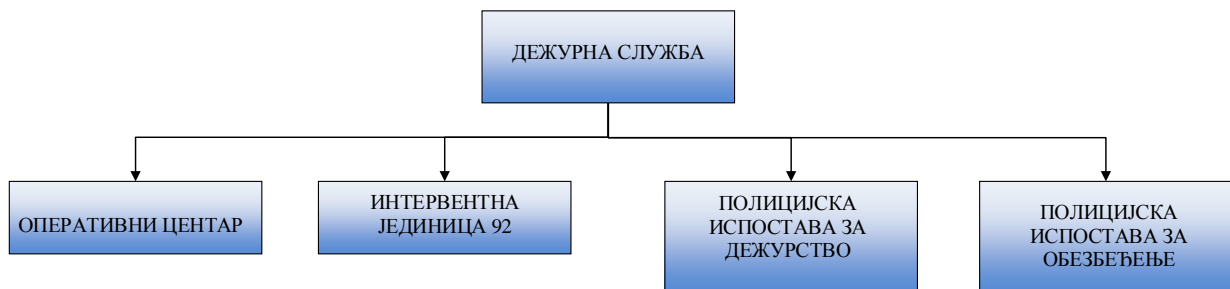 ДЕЖУРНА СЛУЖБА
ОПЕРАТИВНИ ЦЕНТАР
ИНТЕРВЕНТНА
ЈЕДИНИЦА 92
ПОЛИЦИЈСКА
ИСПОСТАВА ЗА
ДЕЖУРСТВО
ПОЛИЦИЈСКА
ИСПОСТАВА ЗА
ОБЕЗБЕЂЕЊЕ